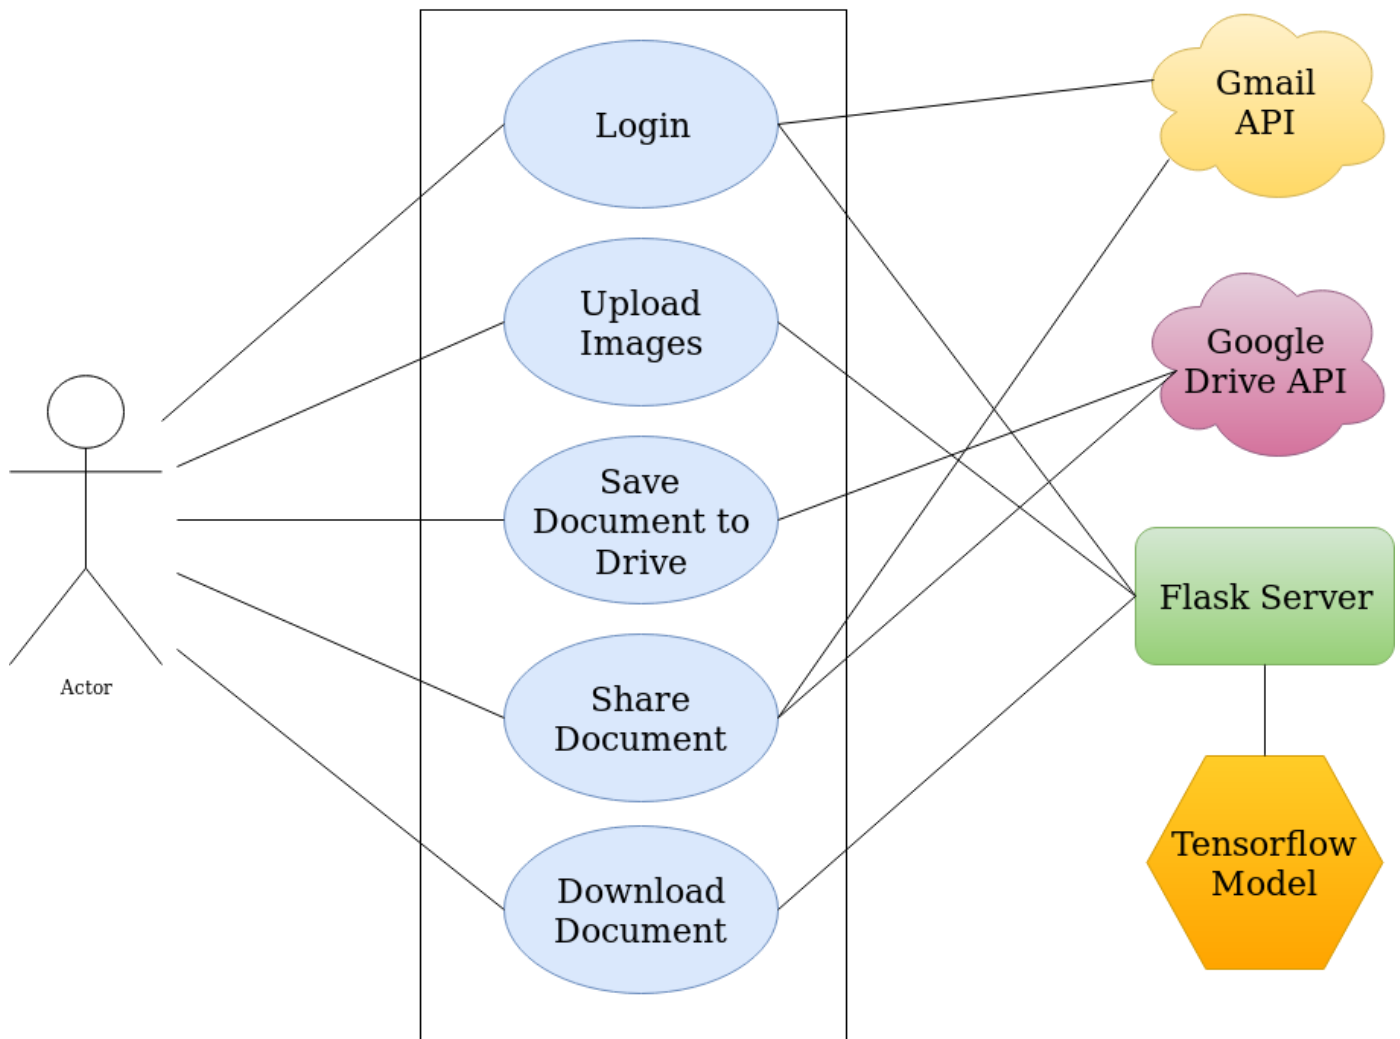 Login
Upload
Images
Save
Document to
Drive
Share
Document
Download
Document
Actor
Gmail
API
Google
Drive API
Flask Server
Tensorflow
Model